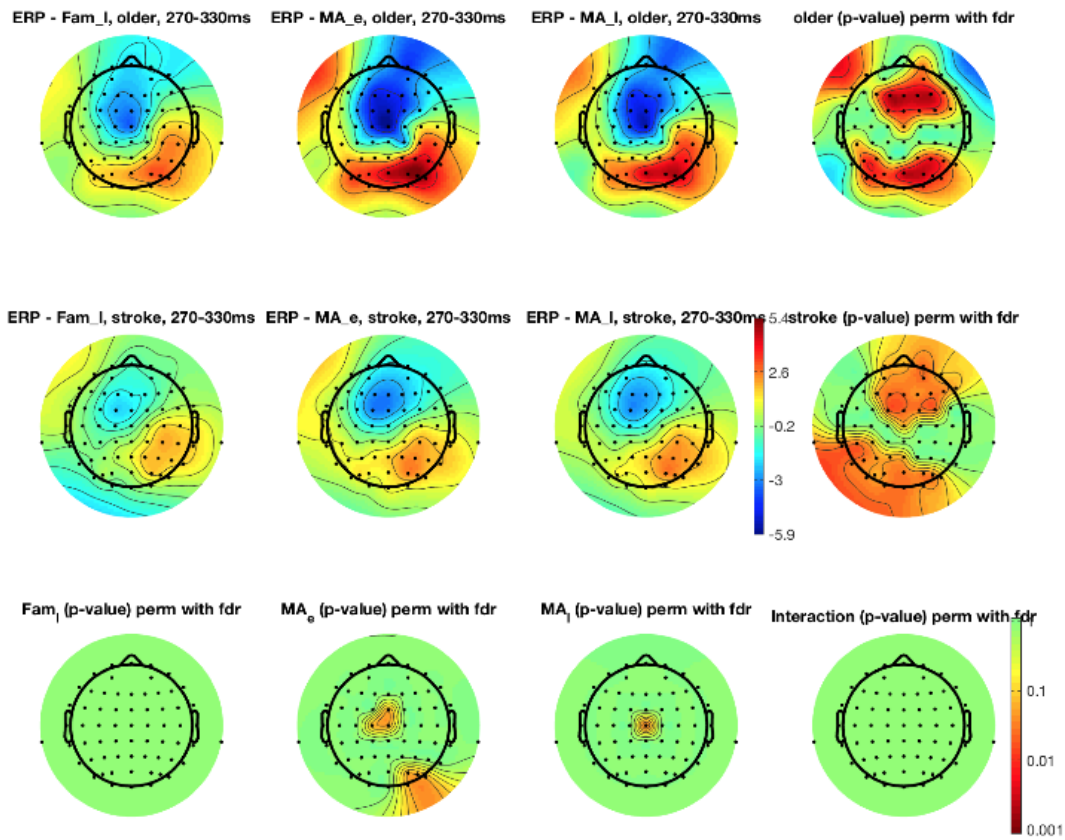 ERP - Fam_l, older, 270-330ms
ERP - MA_e, older, 270-330ms
ERP - MA_l, older, 270-330ms
older (p-value) perm with fdr
ERP - Fam_l, stroke, 270-330ms
ERP - MA_e, stroke, 270-330ms
ERP - MA_l, stroke, 270-330ms
stroke (p-value) perm with fdr
5.4
2.6
-0.2
-3
-5.9
Fam_l (p-value) perm with fdr
MA_e (p-value) perm with fdr
MA_l (p-value) perm with fdr
Interaction (p-value) perm with fdr
1
0.1
0.01
0.001